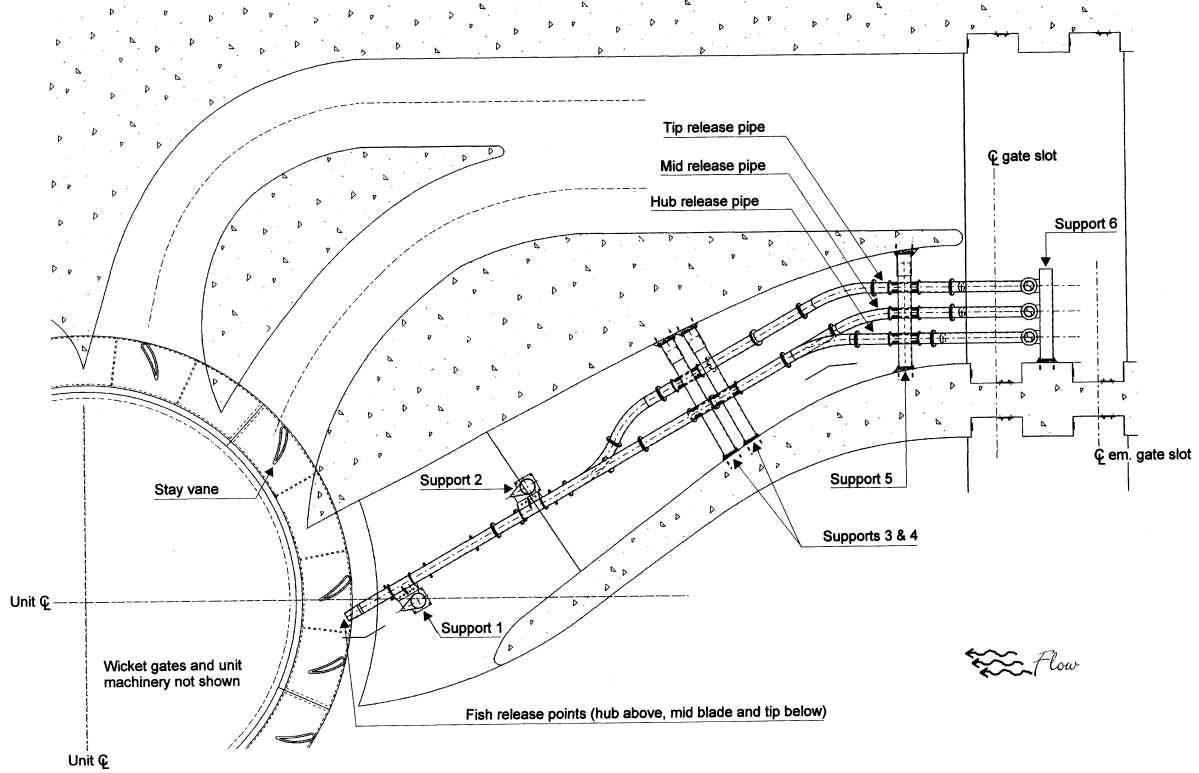 Tip release pipe
℄ gate slot
Mid release pipe
Hub release pipe
Support 6
℄ em. gate slot
Support 2
Support 5
Stay vane
Supports 3 & 4
Unit ℄
Support 1
Wicket gates and unit
machinery not shown
Flow
Fish release points (hub above, mid blade and tip below)
Unit ℄